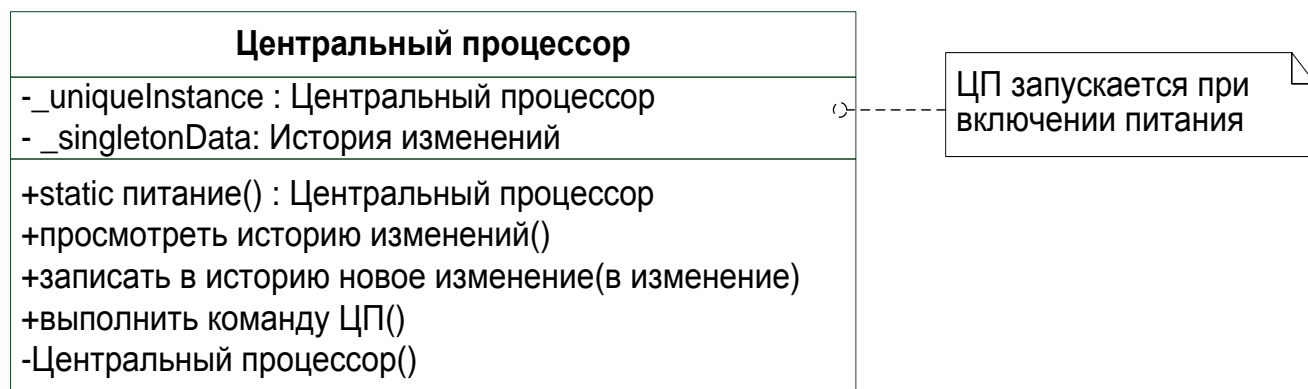 Центральный процессор
-_uniqueInstance : Центральный процессор
- _singletonData: История изменений
+static питание() : Центральный процессор
+просмотреть историю изменений()
+записать в историю новое изменение(в изменение)
+выполнить команду ЦП()
-Центральный процессор()
ЦП запускается при
включении питания